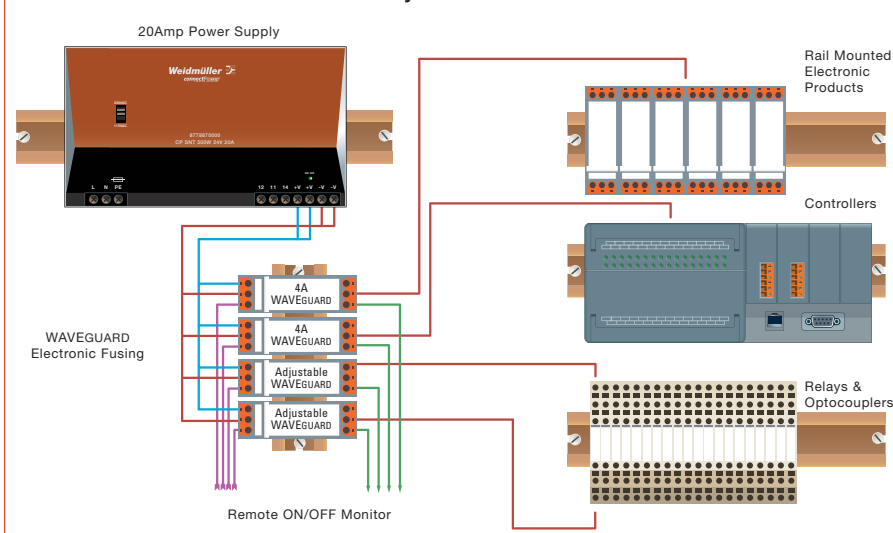 20Amp Power Supply
Weidmüller
connectPower
8778870000
CP SNT 500W 24V 20A
L N PE
12 11 14 +V +V -V -V
Rail Mounted
Electronic
Products
Controllers
4A
WAVEGUARD
4A
WAVEGUARD
Adjustable
WAVEGUARD
Adjustable
WAVEGUARD
WAVEGUARD
Electronic Fusing
Relays &
Optocouplers
Remote ON/OFF Monitor